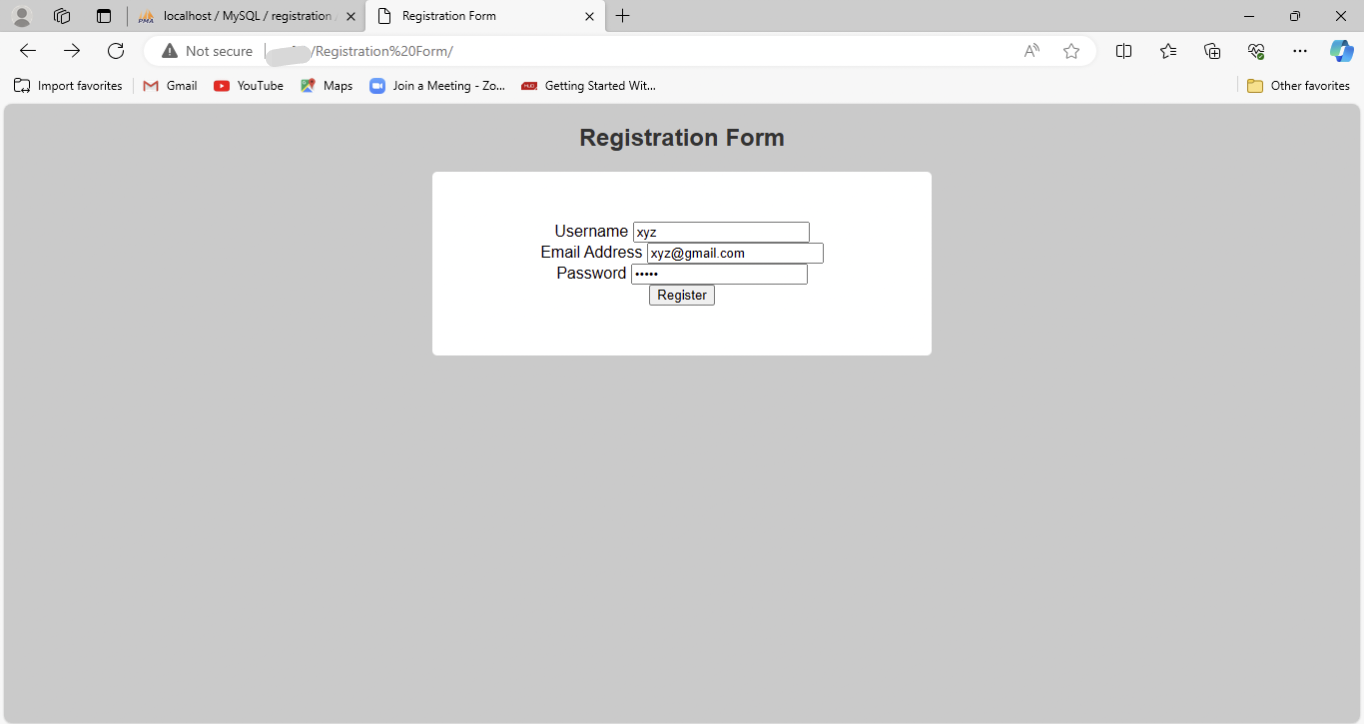 localhost / MySQL / registration
Registration Form
Not secure
/Registration%20Form/
Import favorites
Gmail
YouTube
Maps
Join a Meeting - Zo...
Getting Started Wit...
Other favorites
Registration Form
Username xyz
Email Address xyz@gmail.com
Password •••••
Register